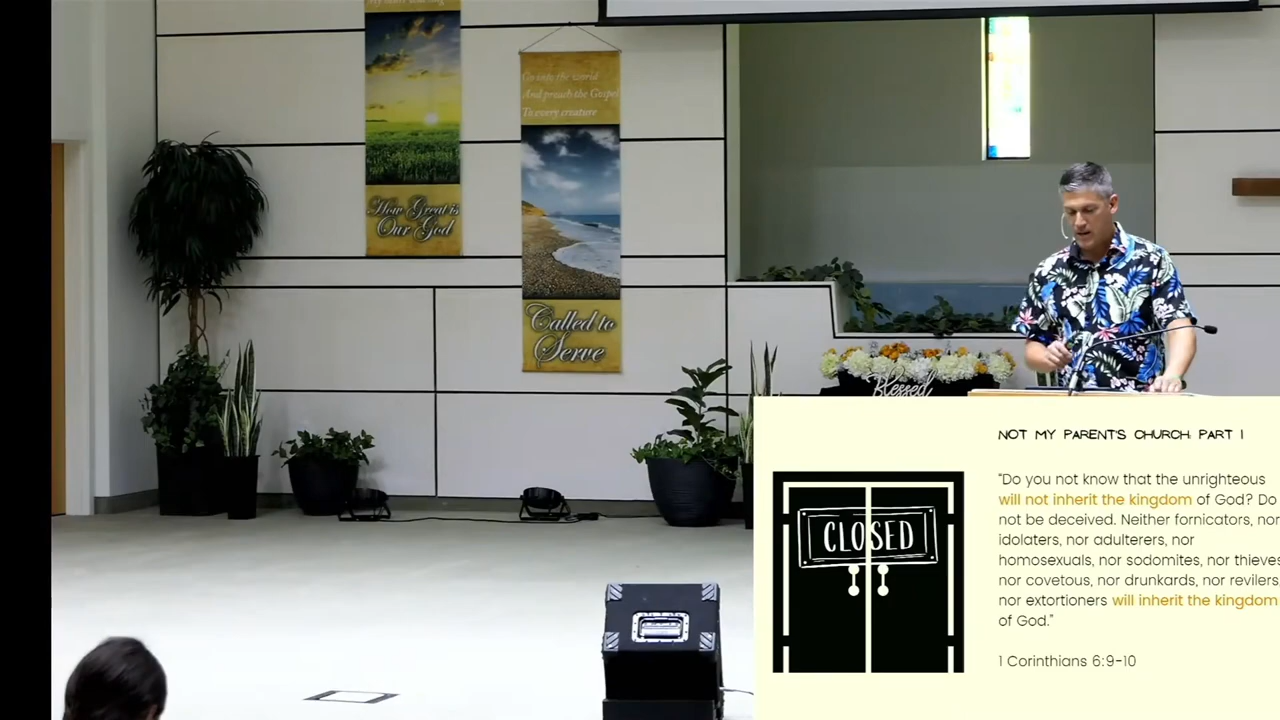 How Great is
Our God
Go into the world
And preach the Gospel
To every creature
Called to
Serve
Blessed
NOT MY PARENT'S CHURCH: PART 1
CLOSED
"Do you not know that the unrighteous
will not inherit the kingdom of God? Do
not be deceived. Neither fornicators, nor
idolaters, nor adulterers, nor
homosexuals, nor sodomites, nor thieves
nor covetous, nor drunkards, nor revilers,
nor extortioners will inherit the kingdom
of God."
1 Corinthians 6:9-10